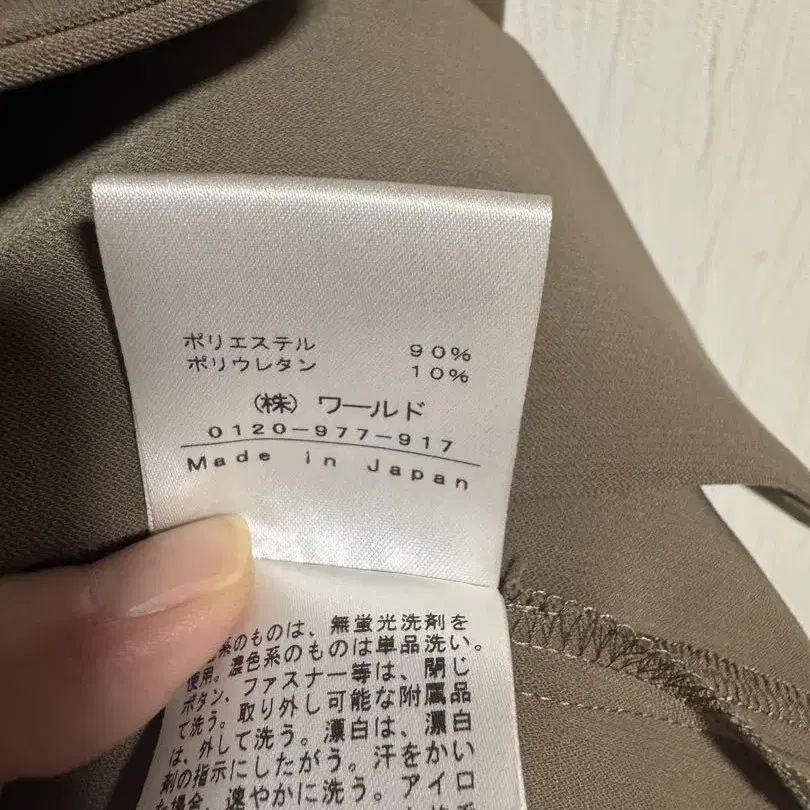 ポリエステル 90%
ポリウレタン 10%
(株) ワールド
0120-977-917
Made in Japan
系のものは、無蛍光洗剤を
使用。濃色系のものは単品洗い。
ボタン、ファスナー等は、閉じ
て洗う。取り外し可能な附属品
は、外して洗う。漂白は、漂白
剤の指示にしたがう。汗をかい
た場合、速やかに洗う。アイロ